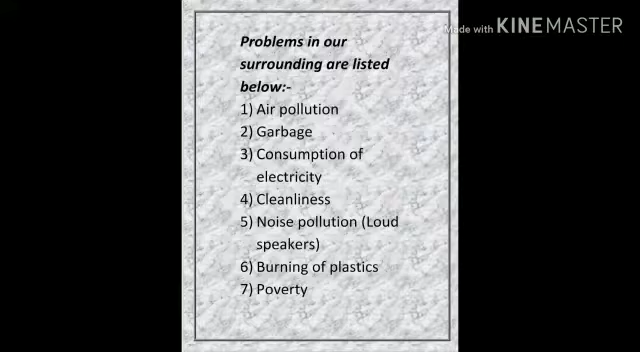 Made with KINEMASTER
Problems in our
surrounding are listed
below:-
1) Air pollution
2) Garbage
3) Consumption of
electricity
4) Cleanliness
5) Noise pollution (Loud
speakers)
6) Burning of plastics
7) Poverty